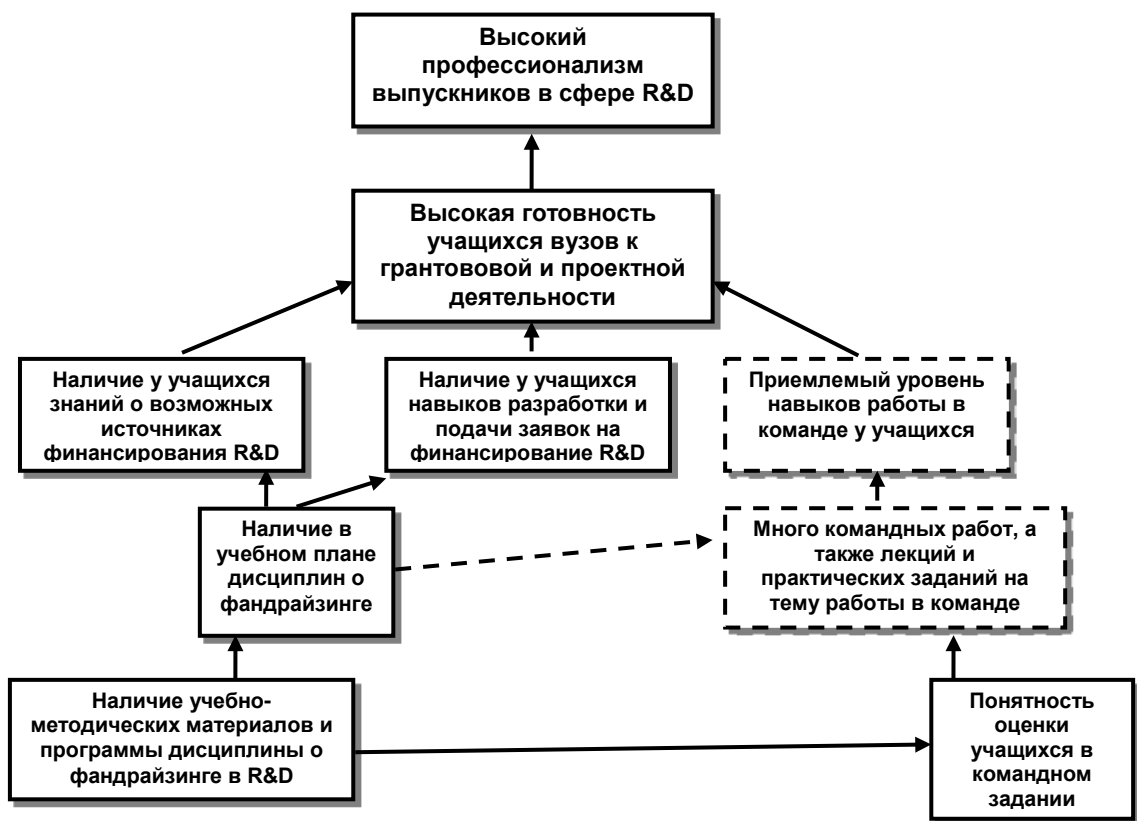 Высокий
профессионализм
выпускников в сфере R&D
Высокая готовность
учащихся вузов к
грантововой и проектной
деятельности
Наличие у учащихся
знаний о возможных
источниках
финансирования R&D
Наличие у учащихся
навыков разработки и
подачи заявок на
финансирование R&D
Приемлемый уровень
навыков работы в
команде у учащихся
Наличие в
учебном плане
дисциплин о
фандрайзинге
Много командных работ, а
также лекций и
практических заданий на
тему работы в команде
Наличие учебно-
методических материалов и
программы дисциплины о
фандрайзинге в R&D
Понятность
оценки
учащихся в
командном
задании